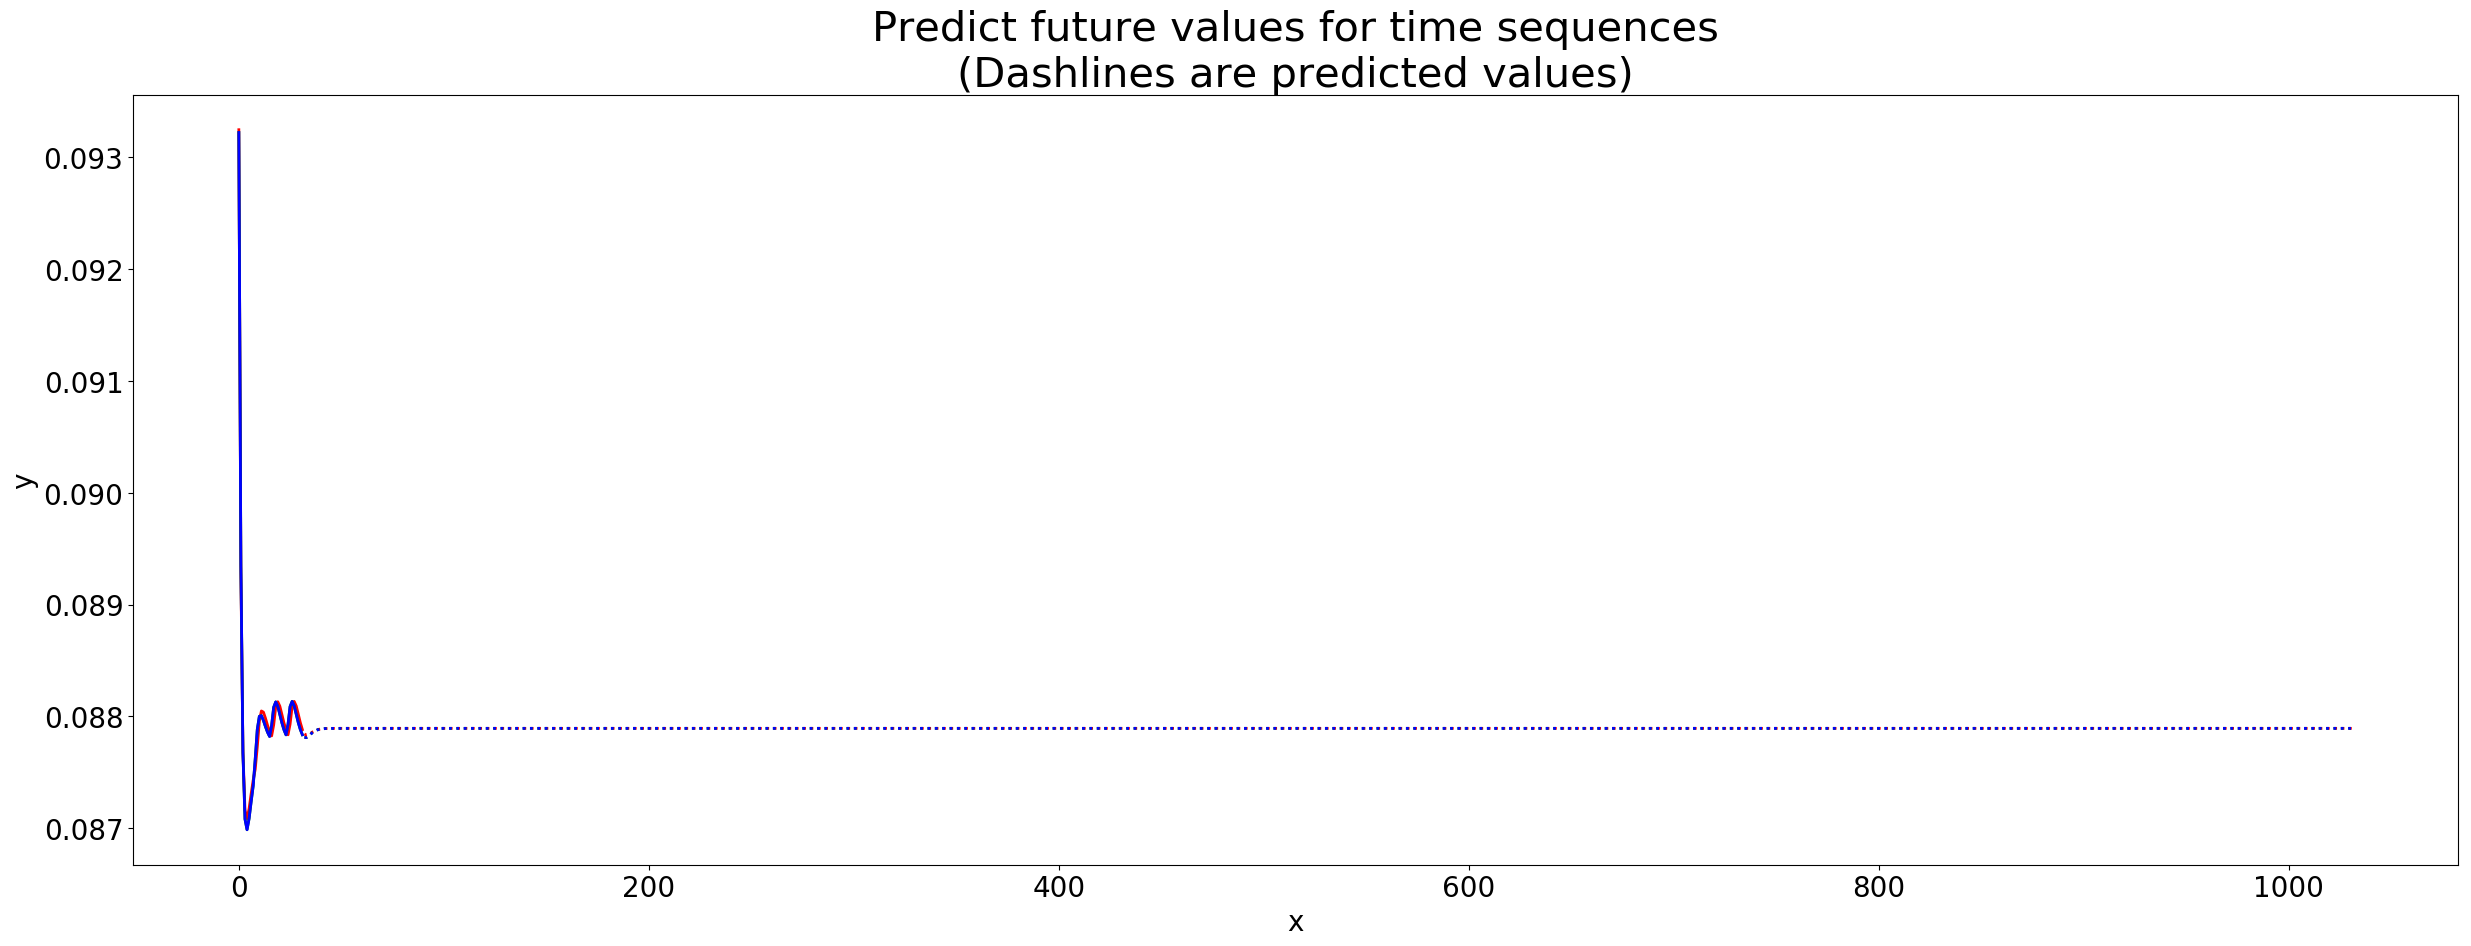 Predict future values for time sequences
(Dashlines are predicted values)
0.093
0.092
0.091
0.090
0.089
0.088
0.087
y
0 200 400 600 800 1000
x